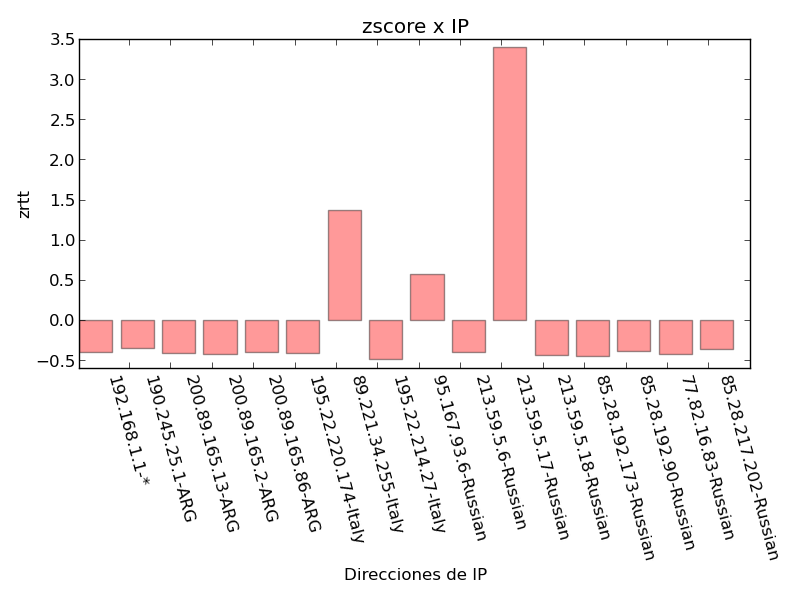 zscore x IP
3.5
3.0
2.5
2.0
1.5
1.0
0.5
0.0
−0.5
zrtt
192.168.1.1-*
190.245.25.1-ARG
200.89.165.13-ARG
200.89.165.2-ARG
200.89.165.86-ARG
195.22.220.174-Italy
89.221.34.255-Italy
195.22.214.27-Italy
95.167.93.6-Russian
213.59.5.6-Russian
213.59.5.17-Russian
213.59.5.18-Russian
85.28.192.173-Russian
85.28.192.90-Russian
77.82.16.83-Russian
85.28.217.202-Russian
Direcciones de IP